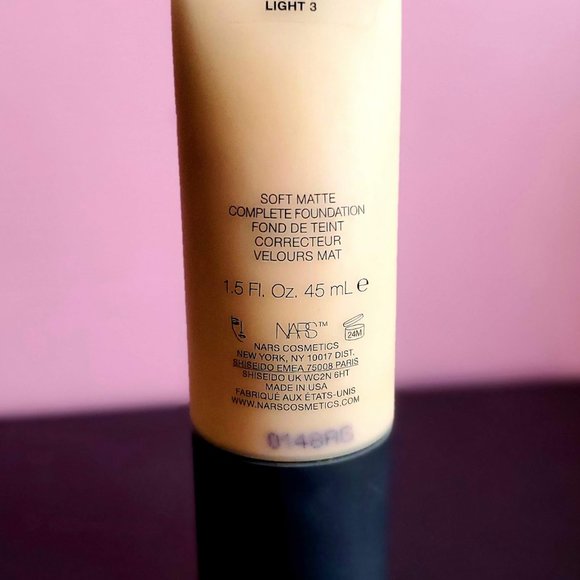 LIGHT 3
SOFT MATTE
COMPLETE FOUNDATION
FOND DE TEINT
CORRECTEUR
VELOURS MAT
1.5 Fl. Oz. 45 mL ℮
NARS™
24M
NARS COSMETICS
NEW YORK, NY 10017 DIST.
SHISEIDO EMEA 75008 PARIS
SHISEIDO UK WC2N 6HT
MADE IN USA
FABRIQUÉ AUX ÉTATS-UNIS
WWW.NARSCOSMETICS.COM